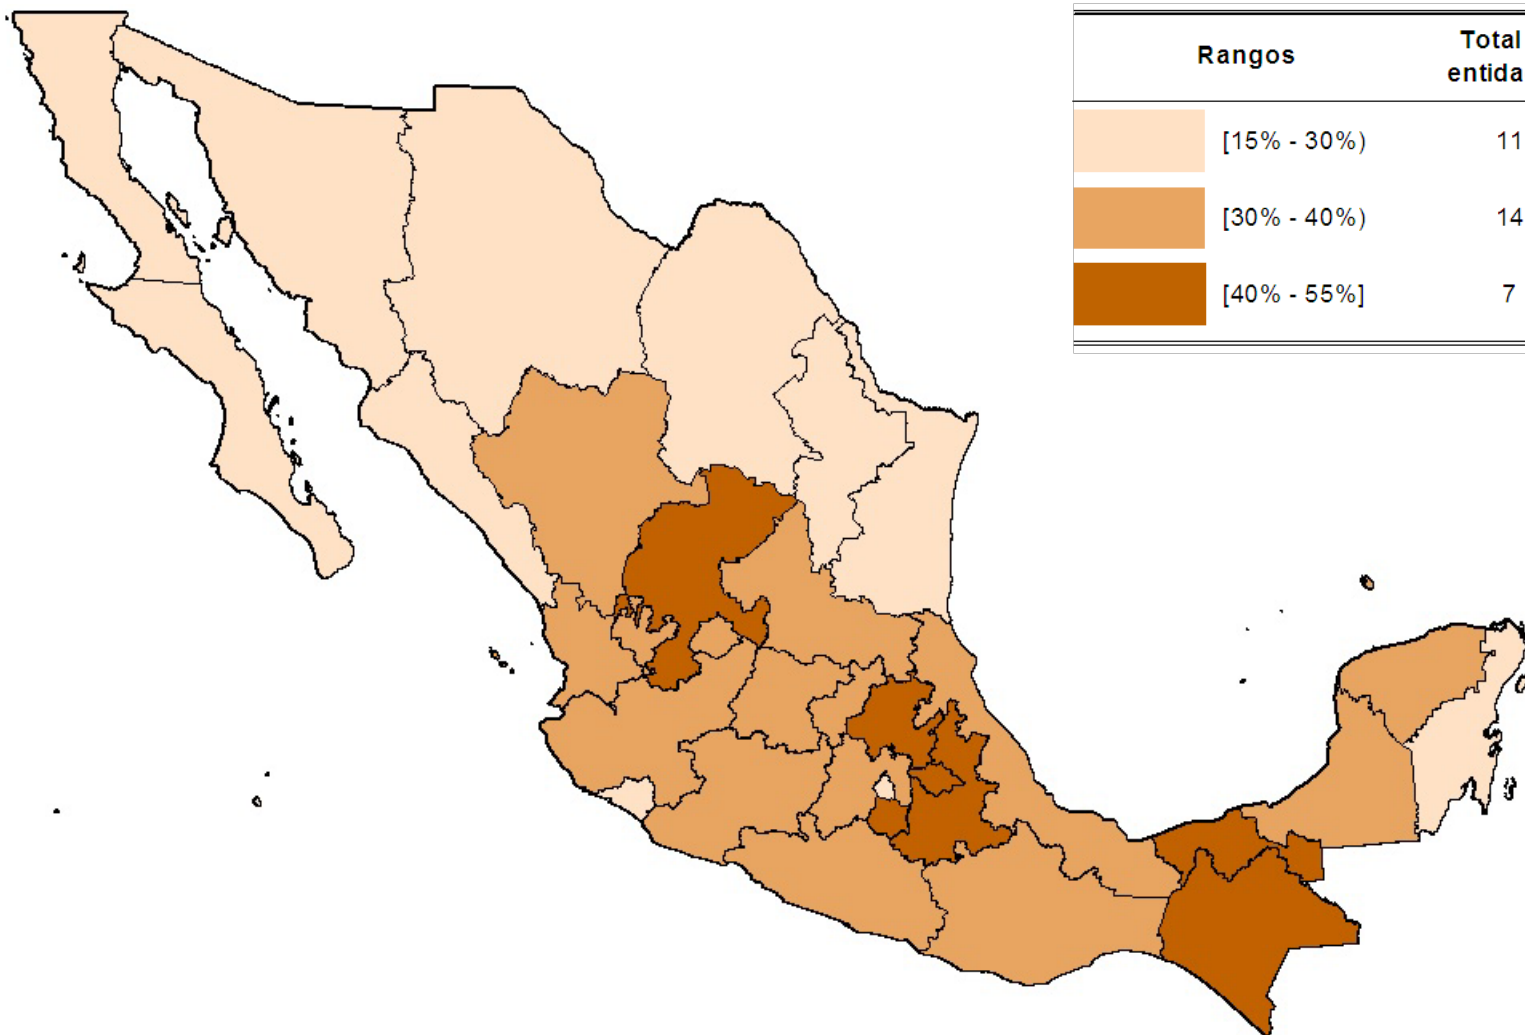 Rangos
Total
entida
[15% - 30%) 11
[30% - 40%) 14
[40% - 55%] 7